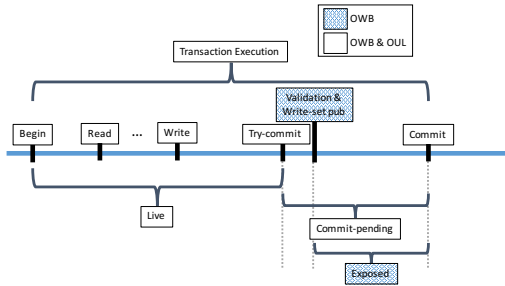 OWB
OWB & OUL
Transaction Execution
Validation &
Write-set pub
Begin
Read
...
Write
Try-commit
Commit
Live
Commit-pending
Exposed